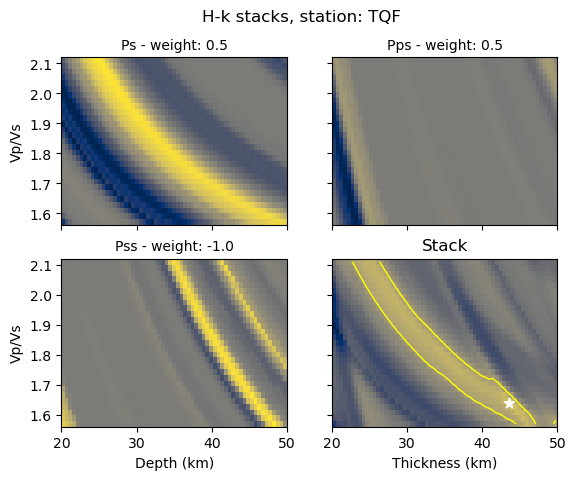 H-k stacks, station: TQF
Ps - weight: 0.5
Pps - weight: 0.5
Vp/Vs
2.1
2.0
1.9
1.8
1.7
1.6
Pss - weight: -1.0
Stack
Vp/Vs
2.1
2.0
1.9
1.8
1.7
1.6
20 30 40 50
20 30 40 50
Depth (km)
Thickness (km)